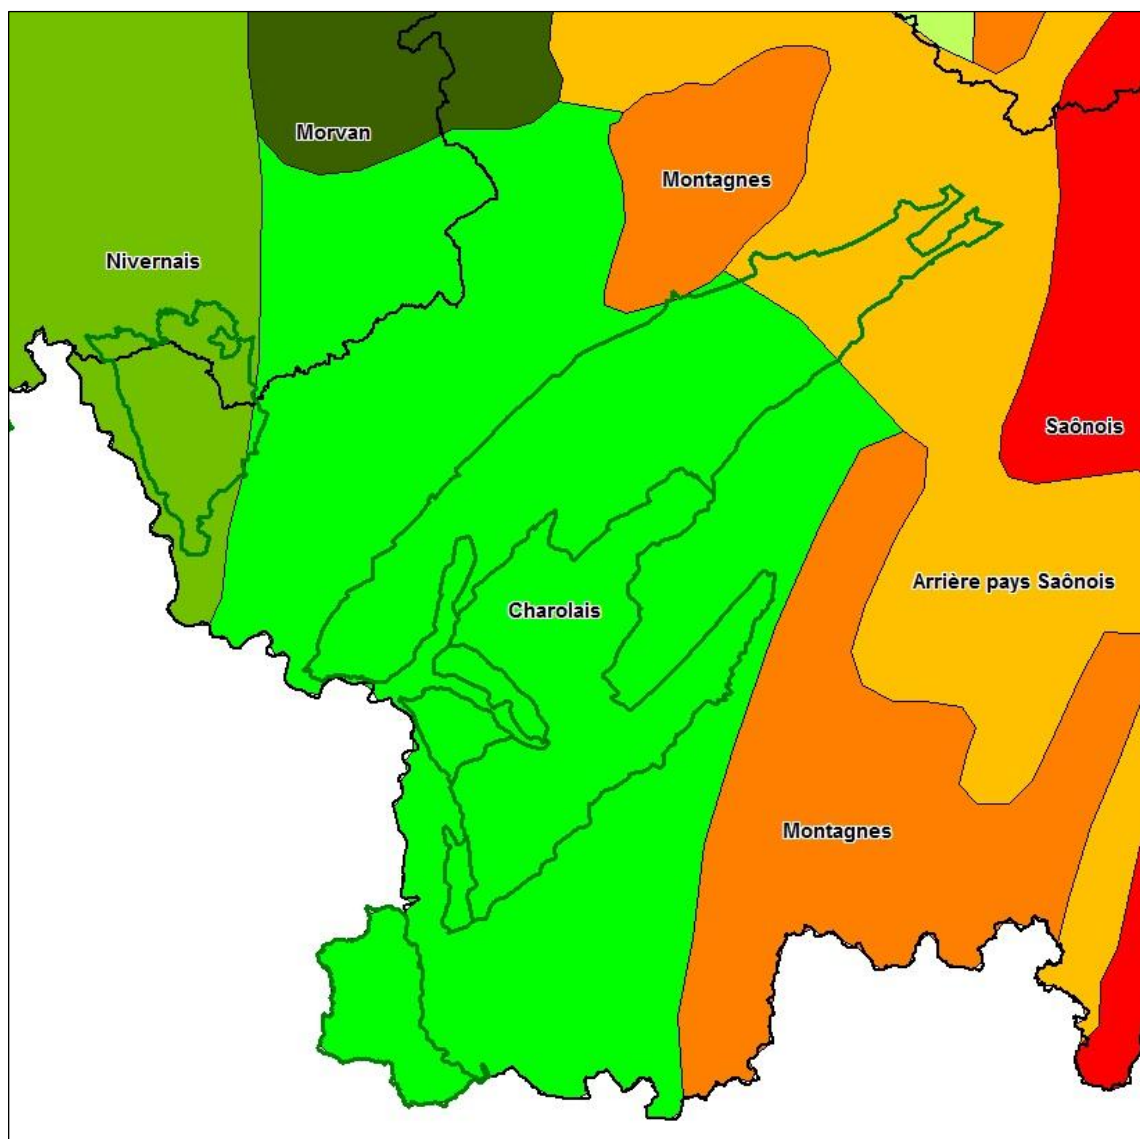 Morvan
Montagnes
Nivernais
Saônois
Arrière pays Saônois
Charolais
Montagnes